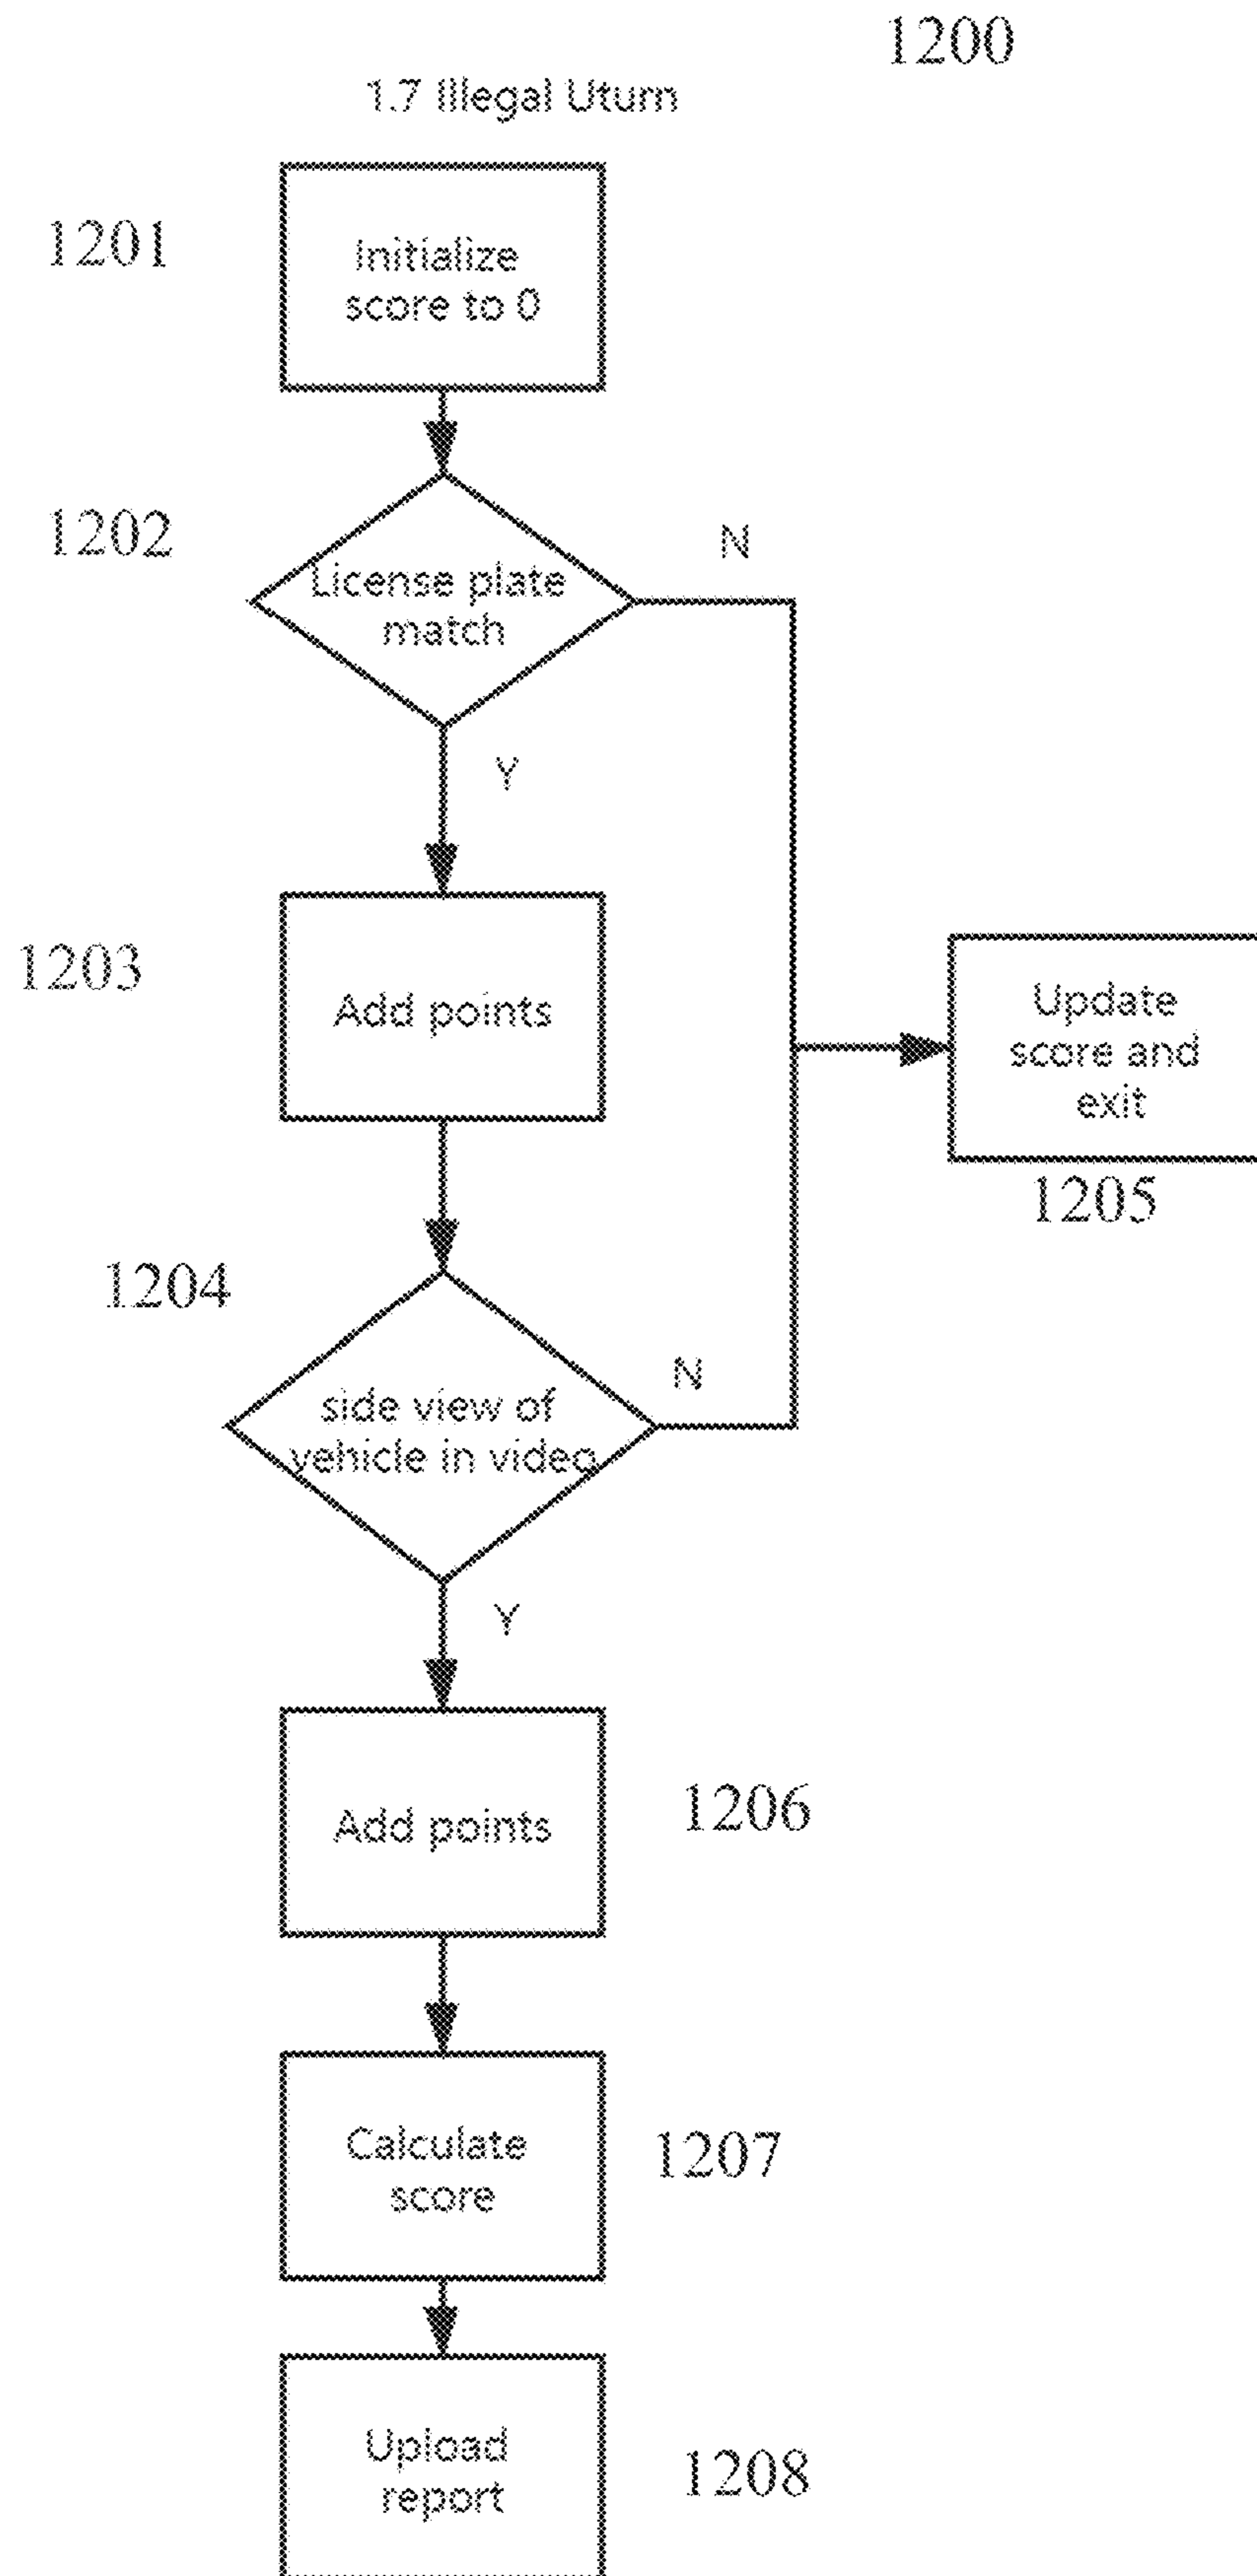 1200
1.7 Illegal Uturn
1201
Initialize
score to 0
1202
License plate
match
N
Y
1203
Add points
Update
score and
exit
1205
1204
side view of
vehicle in video
N
Y
Add points
1206
Calculate
score
1207
Upload
report
1208